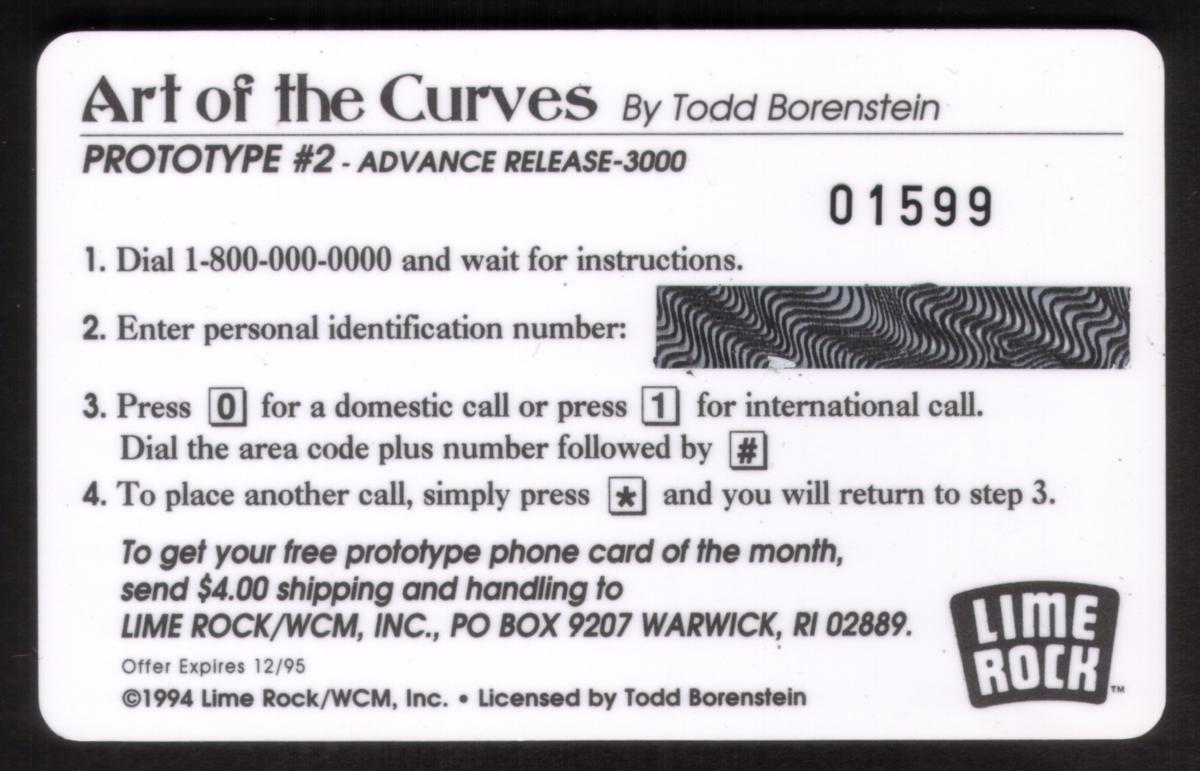 Art of the Curves By Todd Borenstein
PROTOTYPE #2 - ADVANCE RELEASE-3000
01599
1. Dial 1-800-000-0000 and wait for instructions.
2. Enter personal identification number:
3. Press 0 for a domestic call or press 1 for international call.
Dial the area code plus number followed by #
4. To place another call, simply press * and you will return to step 3.
To get your free prototype phone card of the month,
send $4.00 shipping and handling to
LIME ROCK/WCM, INC., PO BOX 9207 WARWICK, RI 02889.
Offer Expires 12/95
©1994 Lime Rock/WCM, Inc. • Licensed by Todd Borenstein
LIME
ROCK™